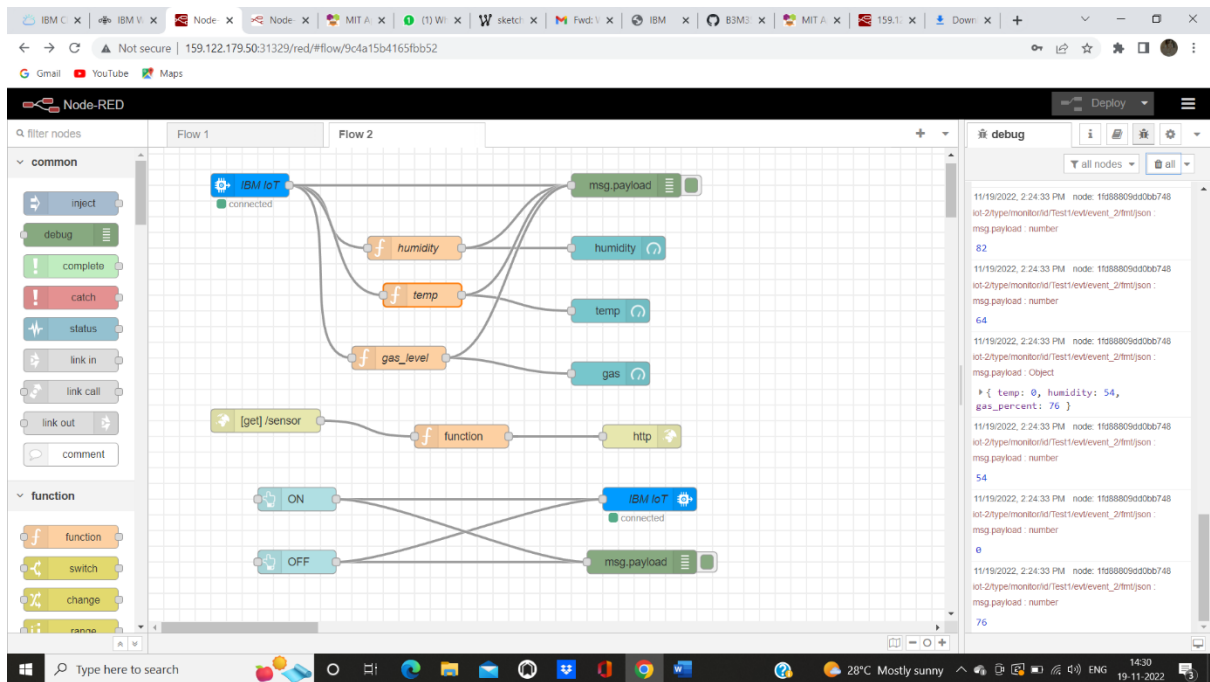 IBM C
IBM W
Node-
Node-
MIT A
(1) W
sketch
Fwd:
IBM
B3M3
MIT A
159.1
Down
Not secure | 159.122.179.50:31329/red/#flow/9c4a15b4165fbb52
Gmail YouTube Maps
Node-RED
Deploy
filter nodes
Flow 1
Flow 2
debug
i
all nodes
all
common
inject
debug
complete
catch
status
link in
link call
link out
comment
function
function
switch
change
range
IBM IoT
connected
msg.payload
f humidity
humidity
f temp
temp
f gas_level
gas
[get] /sensor
f function
http
ON
IBM IoT
connected
OFF
msg.payload
11/19/2022, 2:24:33 PM node: 1fd88809dd0bb748
iot-2/type/monitor/id/Test1/evt/event_2/fmt/json :
msg.payload : number
82
11/19/2022, 2:24:33 PM node: 1fd88809dd0bb748
iot-2/type/monitor/id/Test1/evt/event_2/fmt/json :
msg.payload : number
64
11/19/2022, 2:24:33 PM node: 1fd88809dd0bb748
iot-2/type/monitor/id/Test1/evt/event_2/fmt/json :
msg.payload : Object
{ temp: 0, humidity: 54,
gas_percent: 76 }
11/19/2022, 2:24:33 PM node: 1fd88809dd0bb748
iot-2/type/monitor/id/Test1/evt/event_2/fmt/json :
msg.payload : number
54
11/19/2022, 2:24:33 PM node: 1fd88809dd0bb748
iot-2/type/monitor/id/Test1/evt/event_2/fmt/json :
msg.payload : number
0
11/19/2022, 2:24:33 PM node: 1fd88809dd0bb748
iot-2/type/monitor/id/Test1/evt/event_2/fmt/json :
msg.payload : number
76
Type here to search
28°C Mostly sunny
ENG
14:30
19-11-2022